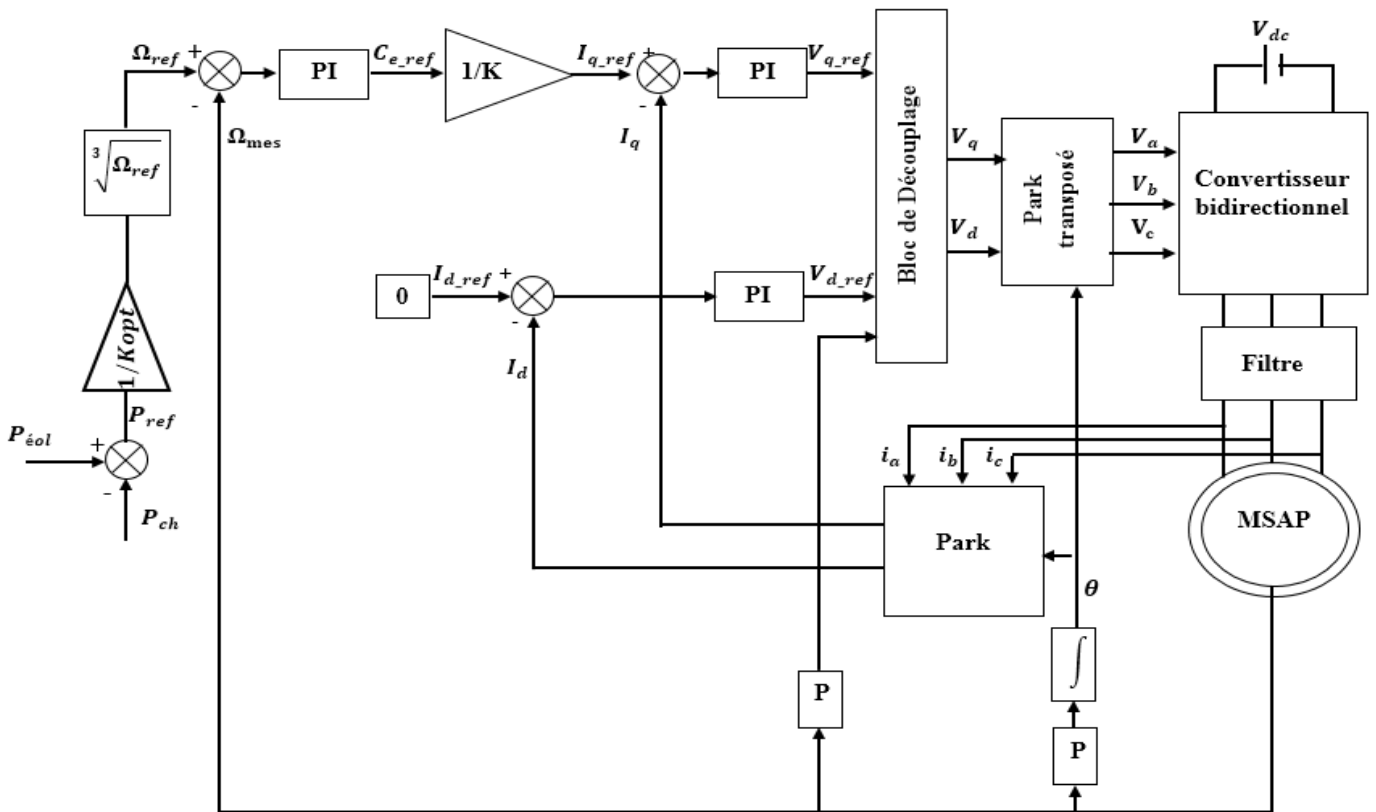 V_dc
Ω_ref
+
-
PI
C_e_ref
1/K
I_q_ref
+
-
PI
V_q_ref
Ω_mes
I_q
∛Ω_ref
Bloc de Découplage
V_q
V_d
Park
transposé
V_a
V_b
V_c
Convertisseur
bidirectionnel
0
I_d_ref
+
-
PI
V_d_ref
I_d
1/Kopt
Filtre
P_ref
P_éol
+
-
P_ch
i_a
i_b
i_c
Park
MSAP
θ
∫
P
P